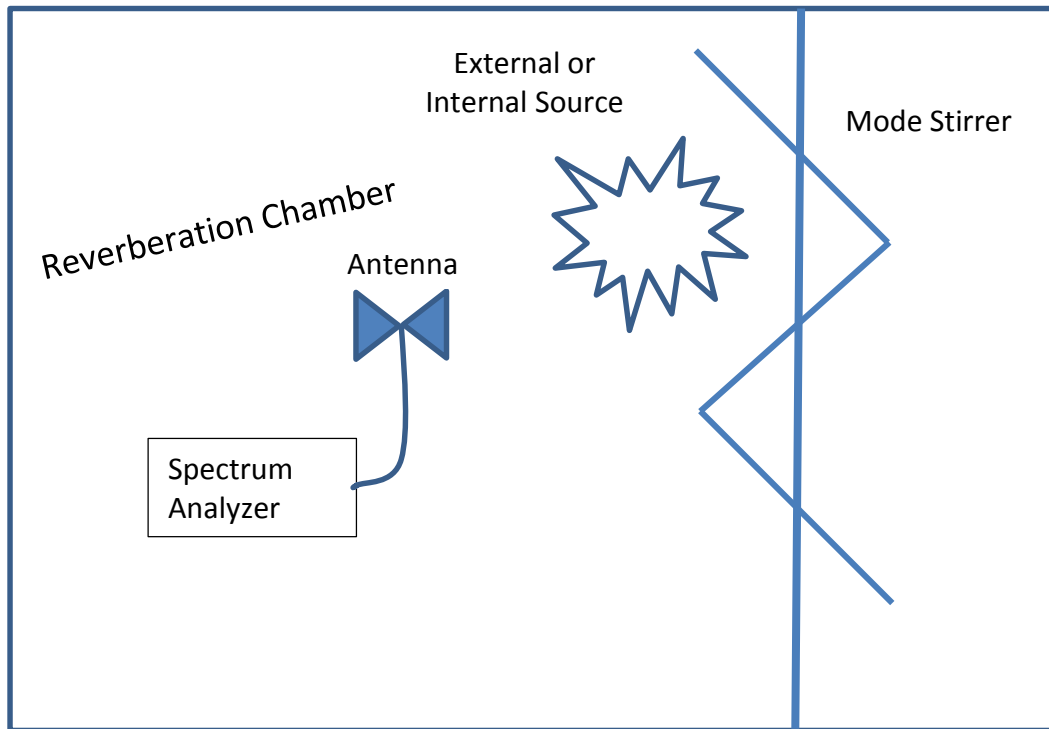 External or
Internal Source
Mode Stirrer
Reverberation Chamber
Antenna
Spectrum
Analyzer